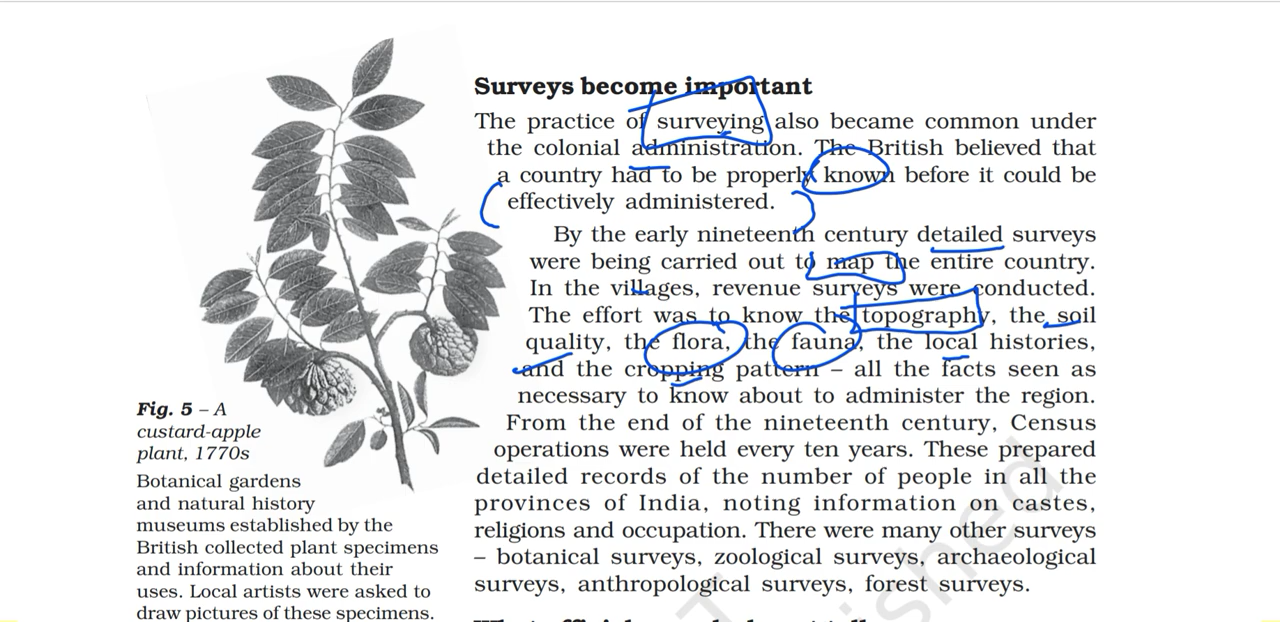 Surveys become important
The practice of surveying also became common under
the colonial administration. The British believed that
a country had to be properly known before it could be
effectively administered.
By the early nineteenth century detailed surveys
were being carried out to map the entire country.
In the villages, revenue surveys were conducted.
The effort was to know the topography, the soil
quality, the flora, the fauna, the local histories,
and the cropping pattern – all the facts seen as
necessary to know about to administer the region.
From the end of the nineteenth century, Census
operations were held every ten years. These prepared
detailed records of the number of people in all the
provinces of India, noting information on castes,
religions and occupation. There were many other surveys
– botanical surveys, zoological surveys, archaeological
surveys, anthropological surveys, forest surveys.
Fig. 5 – A
custard-apple
plant, 1770s
Botanical gardens
and natural history
museums established by the
British collected plant specimens
and information about their
uses. Local artists were asked to
draw pictures of these specimens.